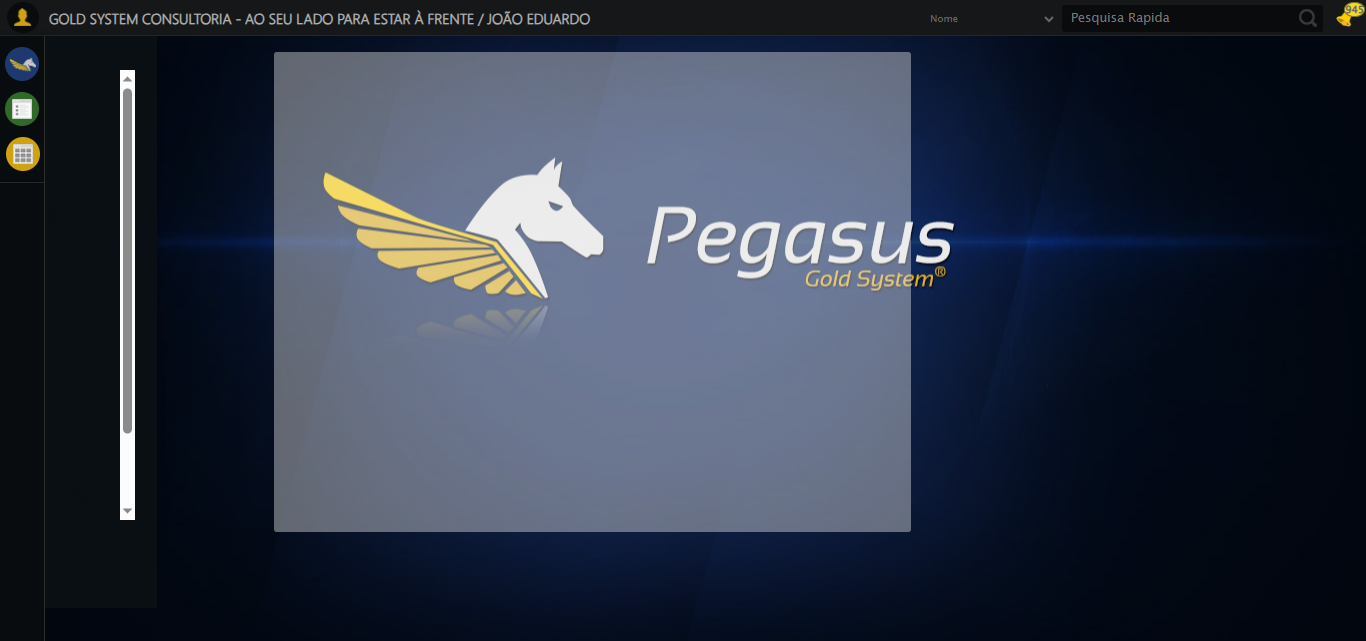 GOLD SYSTEM CONSULTORIA - AO SEU LADO PARA ESTAR À FRENTE / JOÃO EDUARDO
Nome
Pesquisa Rapida
945
Pegasus
Gold System®